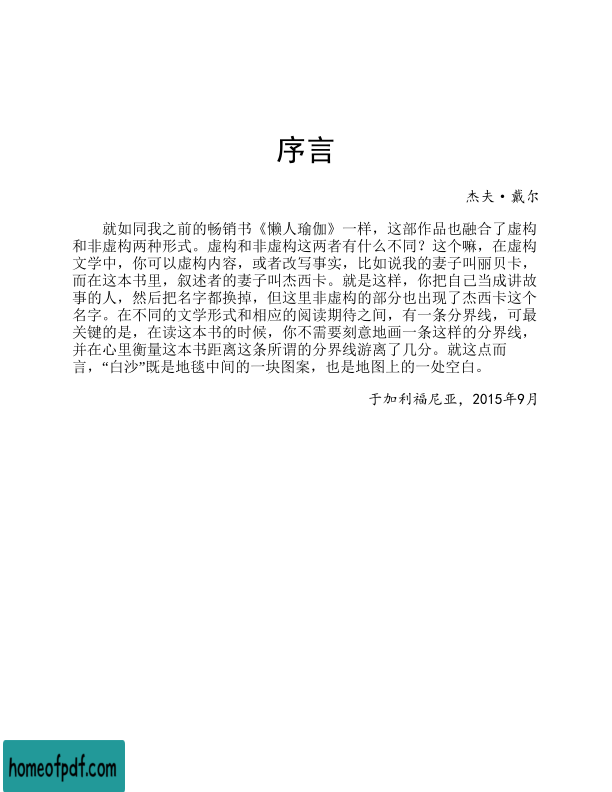 序言
杰夫·戴尔
就如同我之前的畅销书《懒人瑜伽》一样，这部作品也融合了虚构
和非虚构两种形式。虚构和非虚构这两者有什么不同？这个嘛，在虚构
文学中，你可以虚构内容，或者改写事实，比如说我的妻子叫丽贝卡，
而在这本书里，叙述者的妻子叫杰西卡。就是这样，你把自己当成讲故
事的人，然后把名字都换掉，但这里非虚构的部分也出现了杰西卡这个
名字。在不同的文学形式和相应的阅读期待之间，有一条分界线，可最
关键的是，在读这本书的时候，你不需要刻意地画一条这样的分界线，
并在心里衡量这本书距离这条所谓的分界线游离了几分。就这点而
言，“白沙”既是地毯中间的一块图案，也是地图上的一处空白。
于加利福尼亚，2015年9月
homeofpdf.com